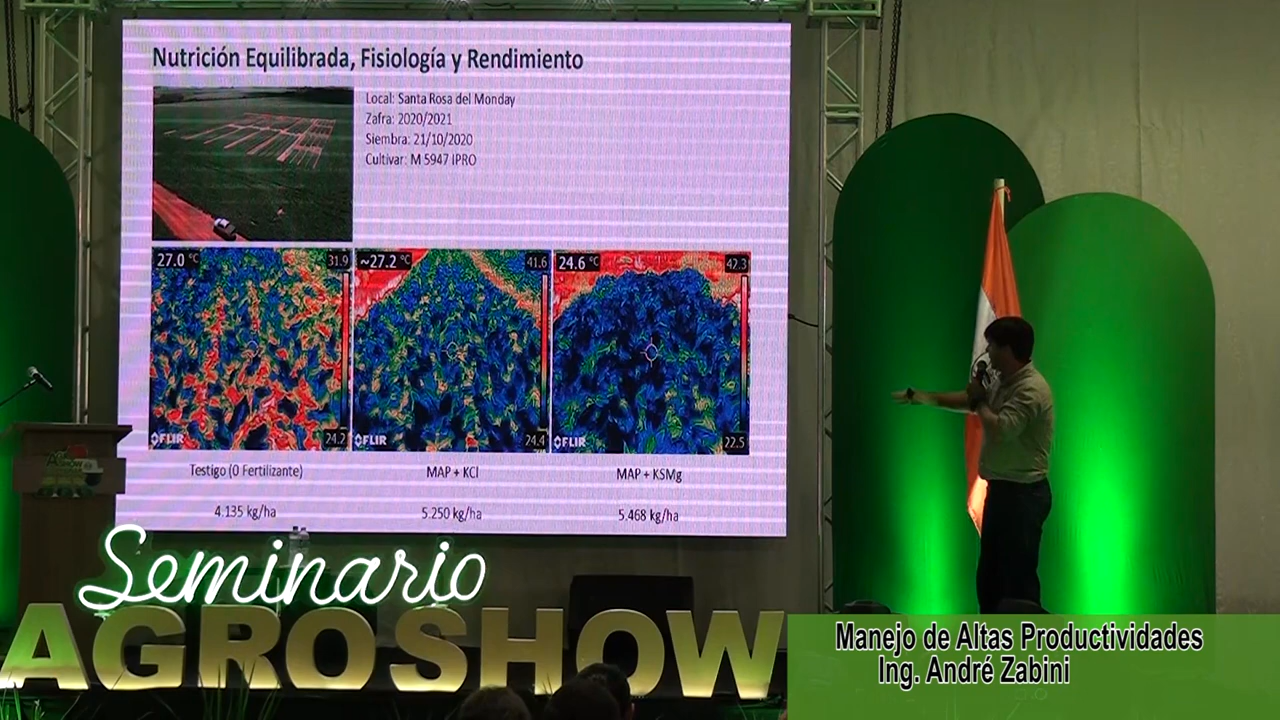 Nutrición Equilibrada, Fisiología y Rendimiento
Local: Santa Rosa del Monday
Zafra: 2020/2021
Siembra: 21/10/2020
Cultivar: M 5947 IPRO
27.0 °C
31.9
~27.2 °C
41.6
24.6 °C
42.3
FLIR
24.2
FLIR
24.4
FLIR
22.5
Testigo (0 Fertilizante)
MAP + KCl
MAP + KSMg
4.135 kg/ha
5.250 kg/ha
5.468 kg/ha
AGROSHOW
Seminario
AGROSHOW
Manejo de Altas Productividades
Ing. André Zabini